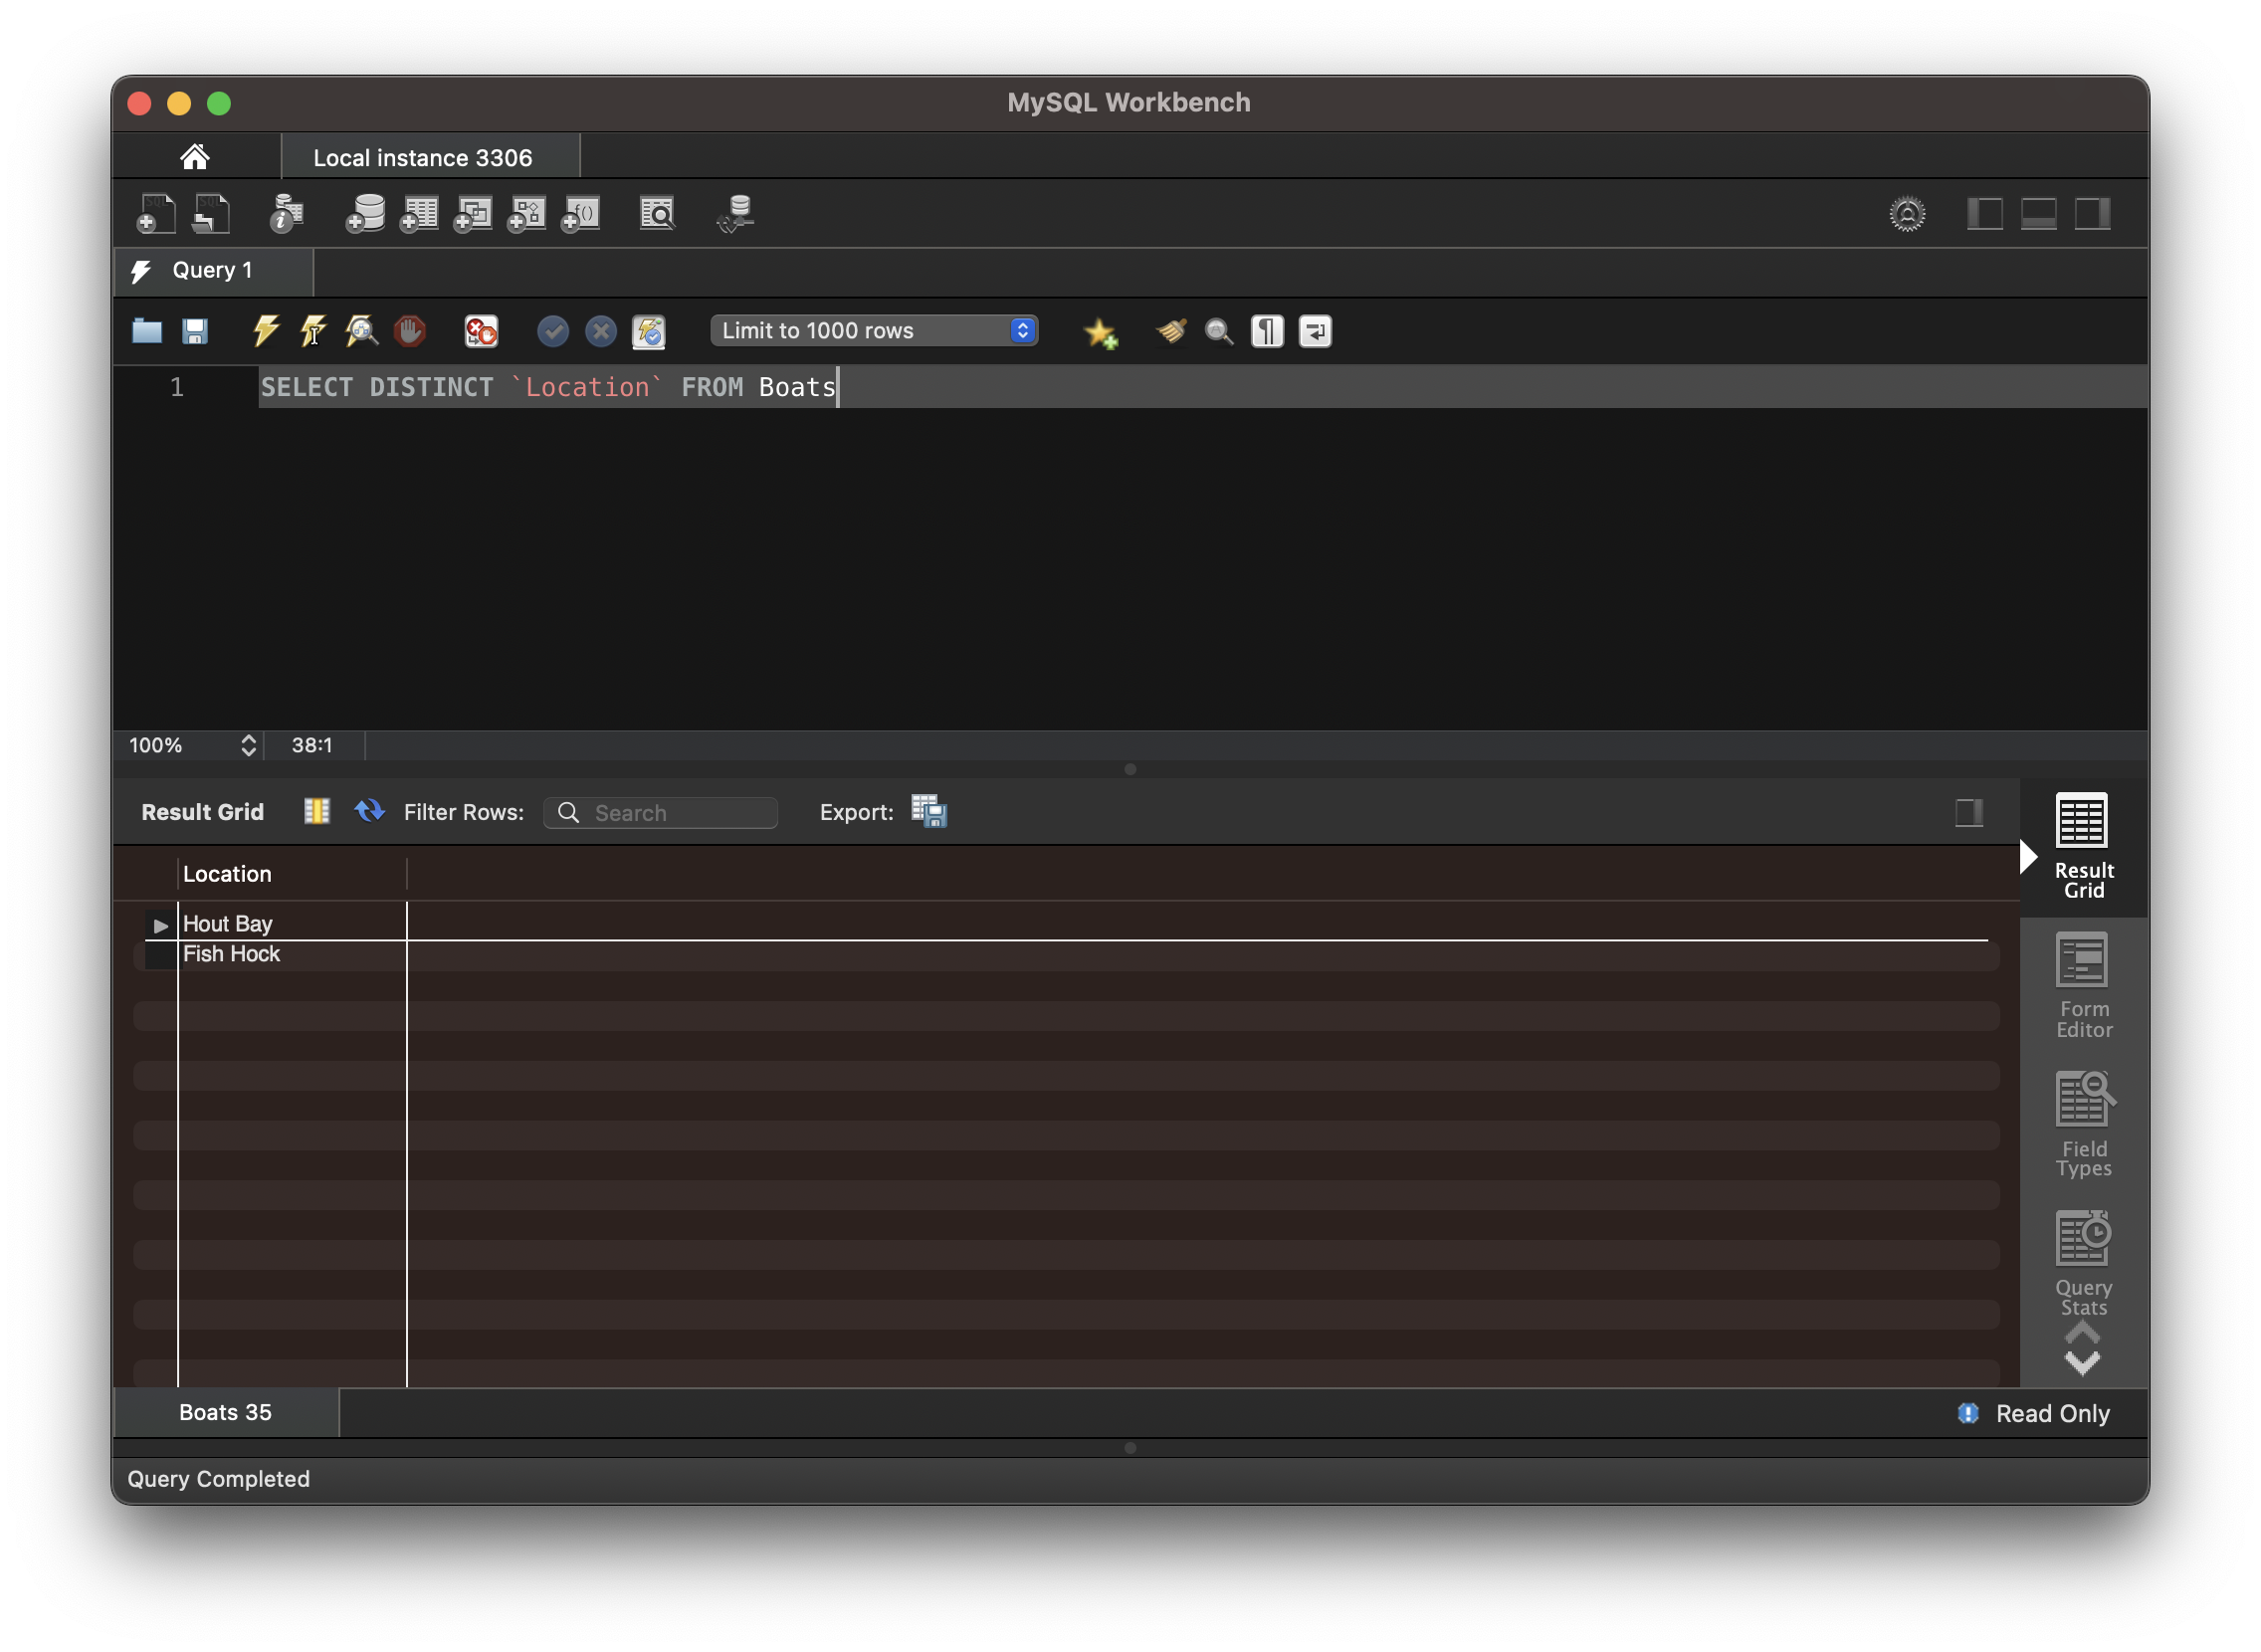 MySQL Workbench
Local instance 3306
Query 1
Limit to 1000 rows
1 SELECT DISTINCT `Location` FROM Boats
100% 38:1
Result Grid Filter Rows: Search Export:
Result
Grid
Location
Hout Bay
Fish Hock
Form
Editor
Field
Types
Query
Stats
Boats 35
Read Only
Query Completed